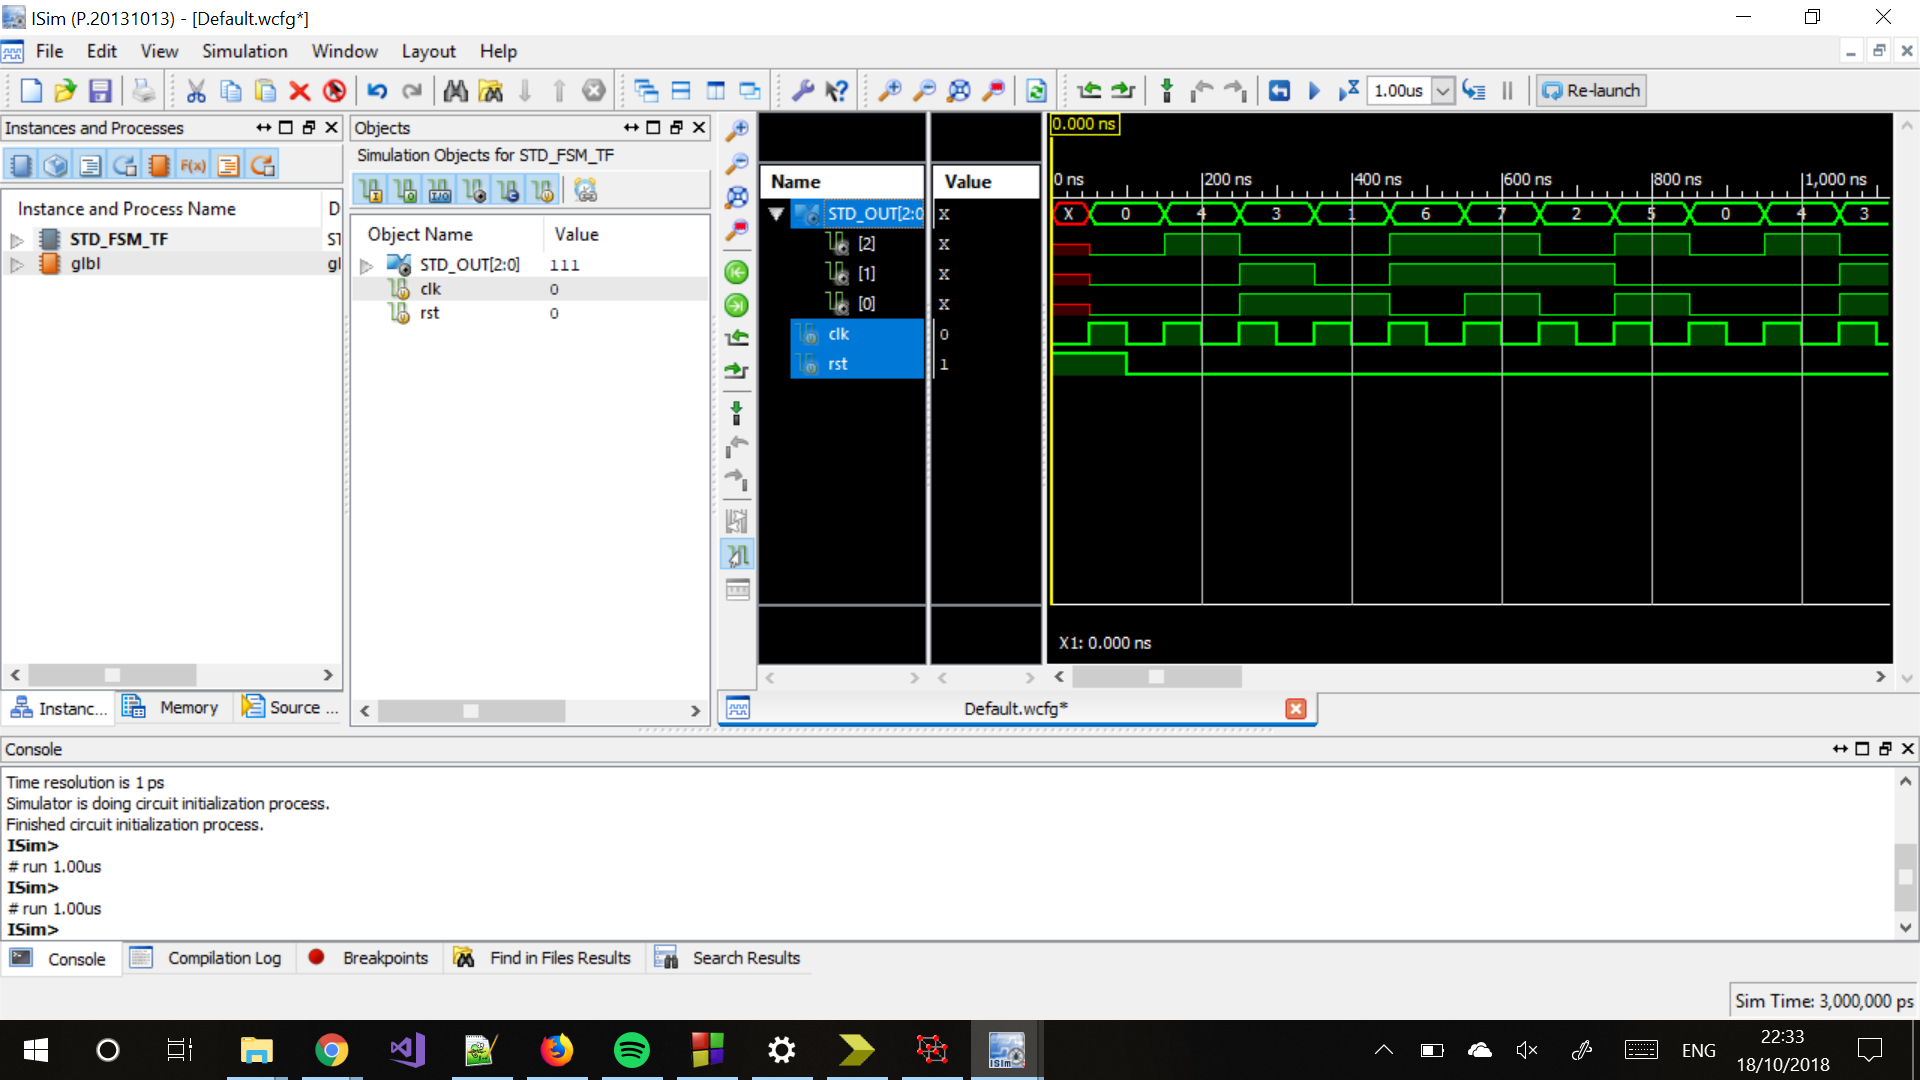 ISim (P.20131013) - [Default.wcfg*]
File Edit View Simulation Window Layout Help
1.00us Re-launch
Instances and Processes
F(x)
Instance and Process Name D
STD_FSM_TF ST
glbl gl
Instanc... Memory Source ...
Objects
Simulation Objects for STD_FSM_TF
I O I/O C
Object Name Value
STD_OUT[2:0] 111
clk 0
rst 0
Name Value
STD_OUT[2:0 X
[2] X
[1] X
[0] X
clk 0
rst 1
0.000 ns
0 ns 200 ns 400 ns 600 ns 800 ns 1,000 ns
X 0 4 3 1 6 7 2 5 0 4 3
X1: 0.000 ns
Default.wcfg*
Console
Time resolution is 1 ps
Simulator is doing circuit initialization process.
Finished circuit initialization process.
ISim>
# run 1.00us
ISim>
# run 1.00us
ISim>
Console Compilation Log Breakpoints Find in Files Results Search Results
Sim Time: 3,000,000 ps
ISim
ENG
22:33
18/10/2018